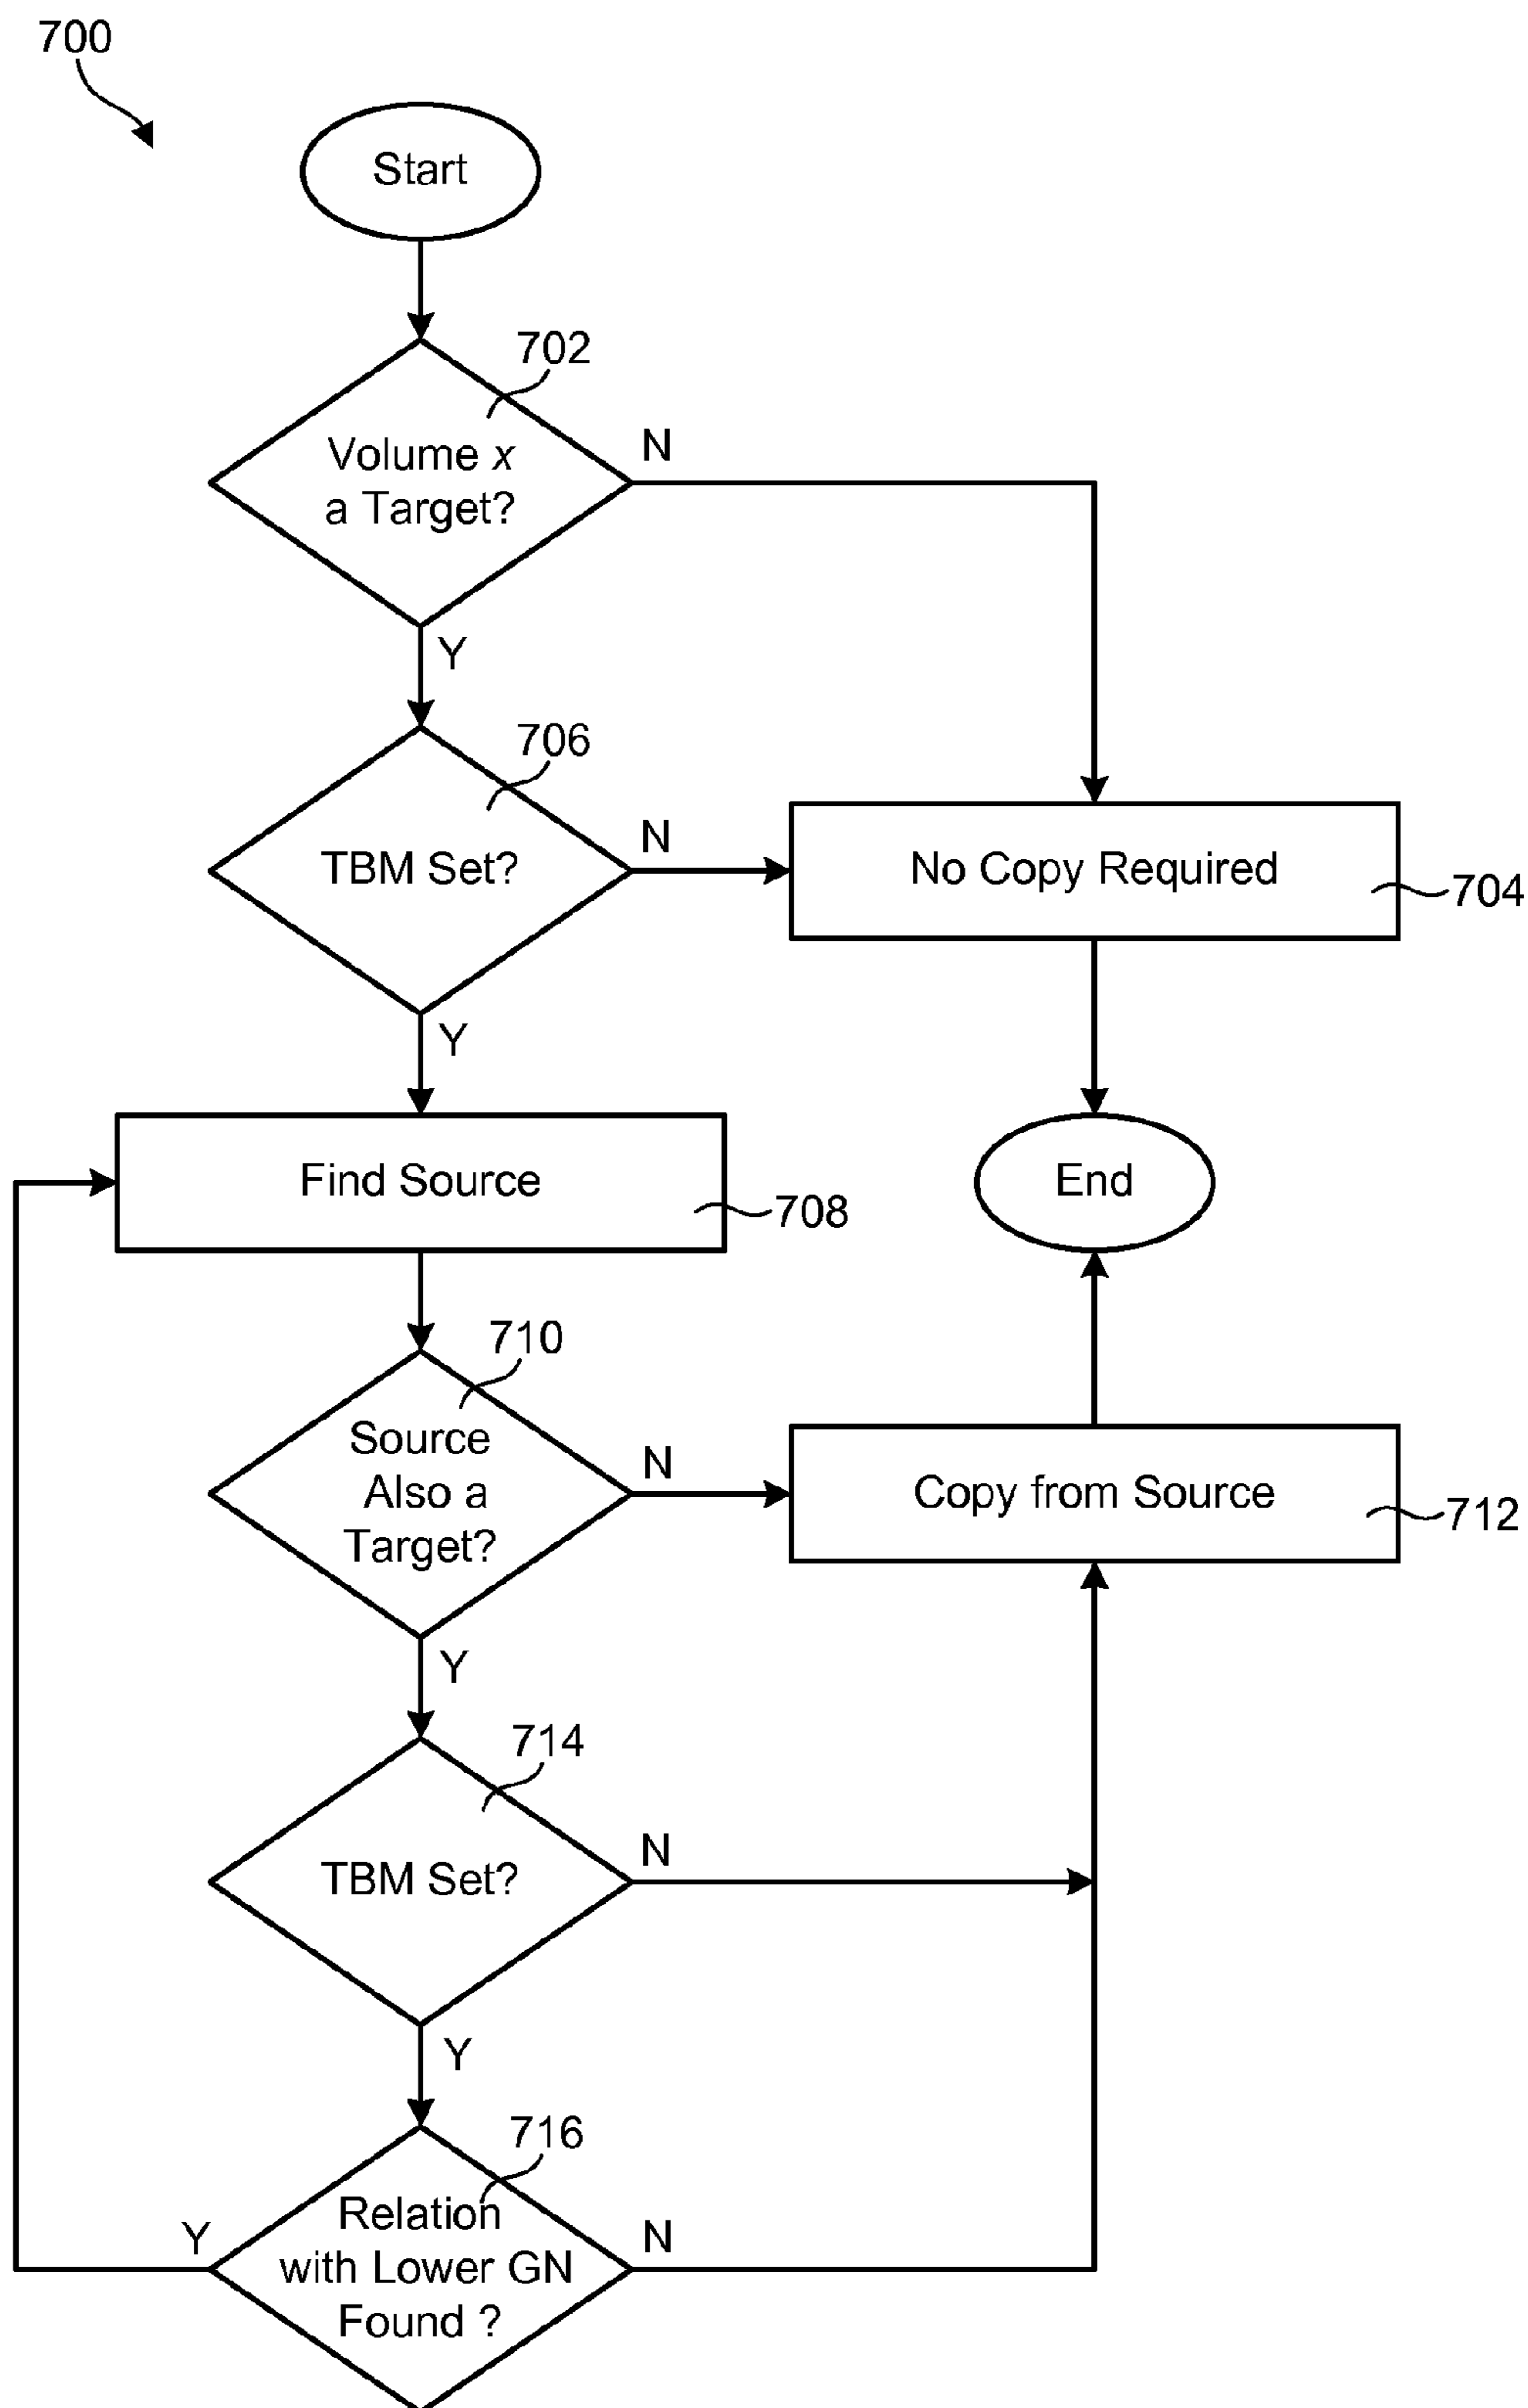 700
Start
702
Volume x
a Target?
N
Y
706
TBM Set?
N
No Copy Required
704
Y
Find Source
708
End
710
Source
Also a
Target?
N
Copy from Source
712
Y
714
TBM Set?
N
Y
716
Relation
with Lower GN
Found ?
Y
N